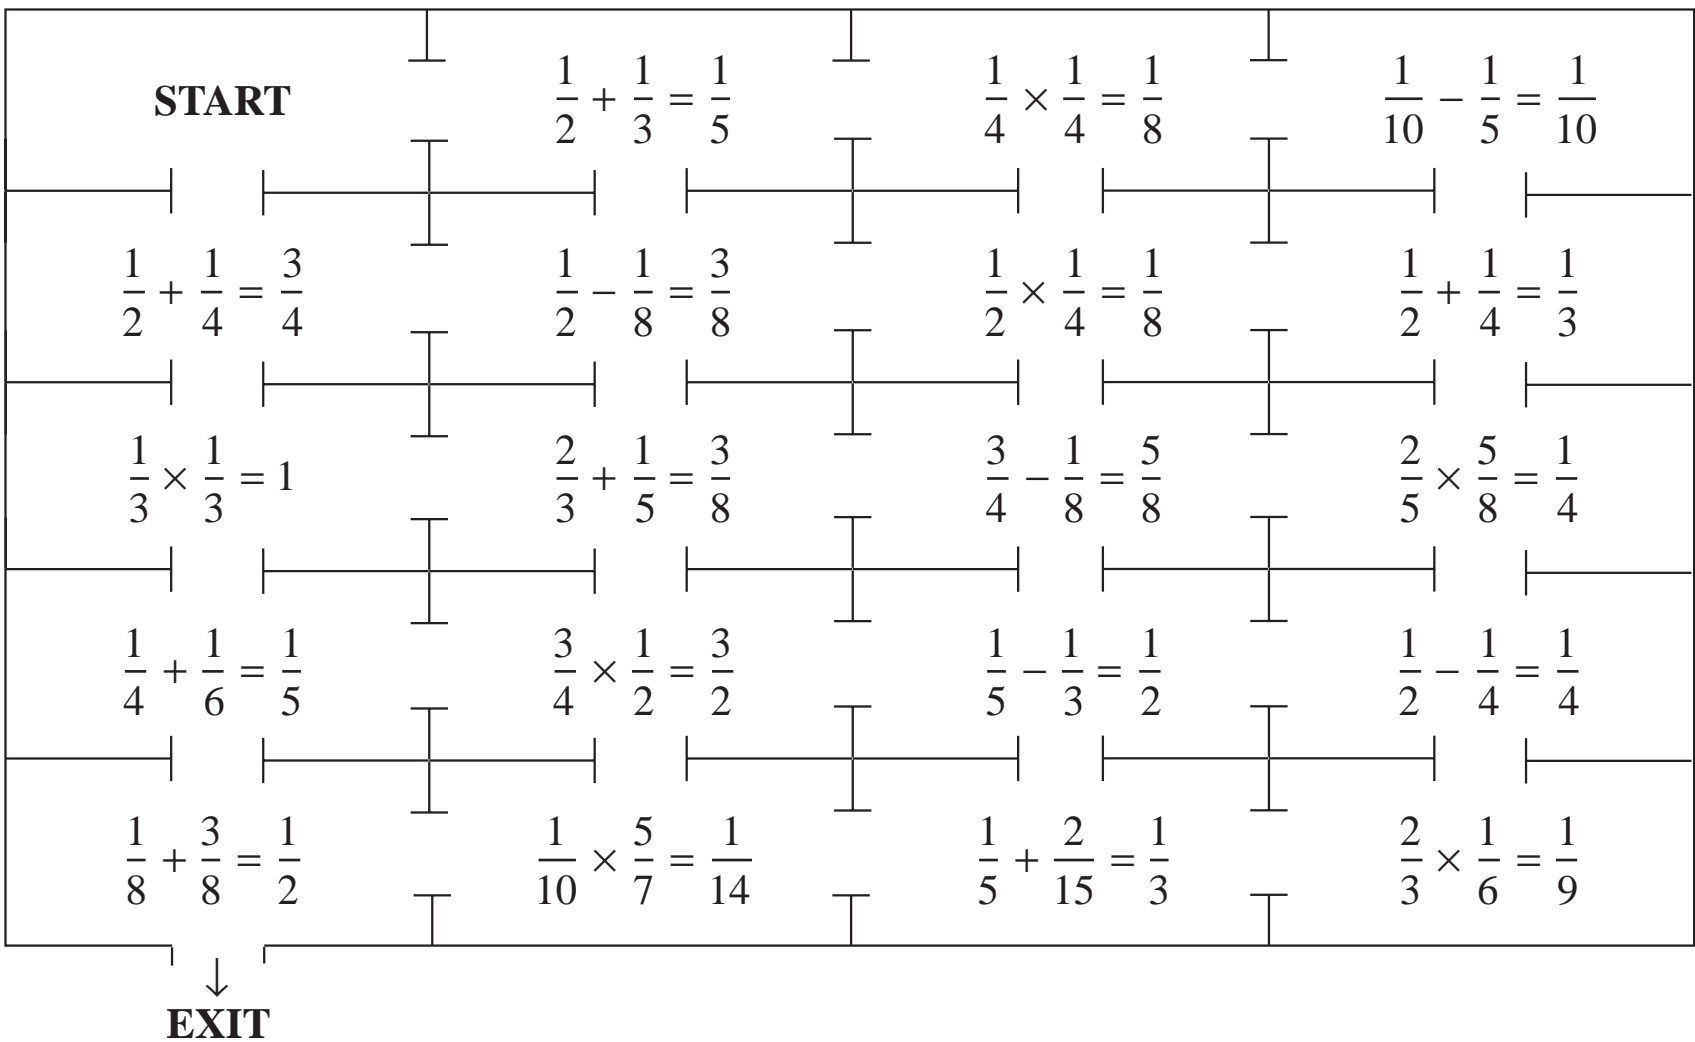 START 1/2 + 1/3 = 1/5 1/4 × 1/4 = 1/8 1/10 − 1/5 = 1/10
1/2 + 1/4 = 3/4 1/2 − 1/8 = 3/8 1/2 × 1/4 = 1/8 1/2 + 1/4 = 1/3
1/3 × 1/3 = 1 2/3 + 1/5 = 3/8 3/4 − 1/8 = 5/8 2/5 × 5/8 = 1/4
1/4 + 1/6 = 1/5 3/4 × 1/2 = 3/2 1/5 − 1/3 = 1/2 1/2 − 1/4 = 1/4
1/8 + 3/8 = 1/2 1/10 × 5/7 = 1/14 1/5 + 2/15 = 1/3 2/3 × 1/6 = 1/9
↓
EXIT